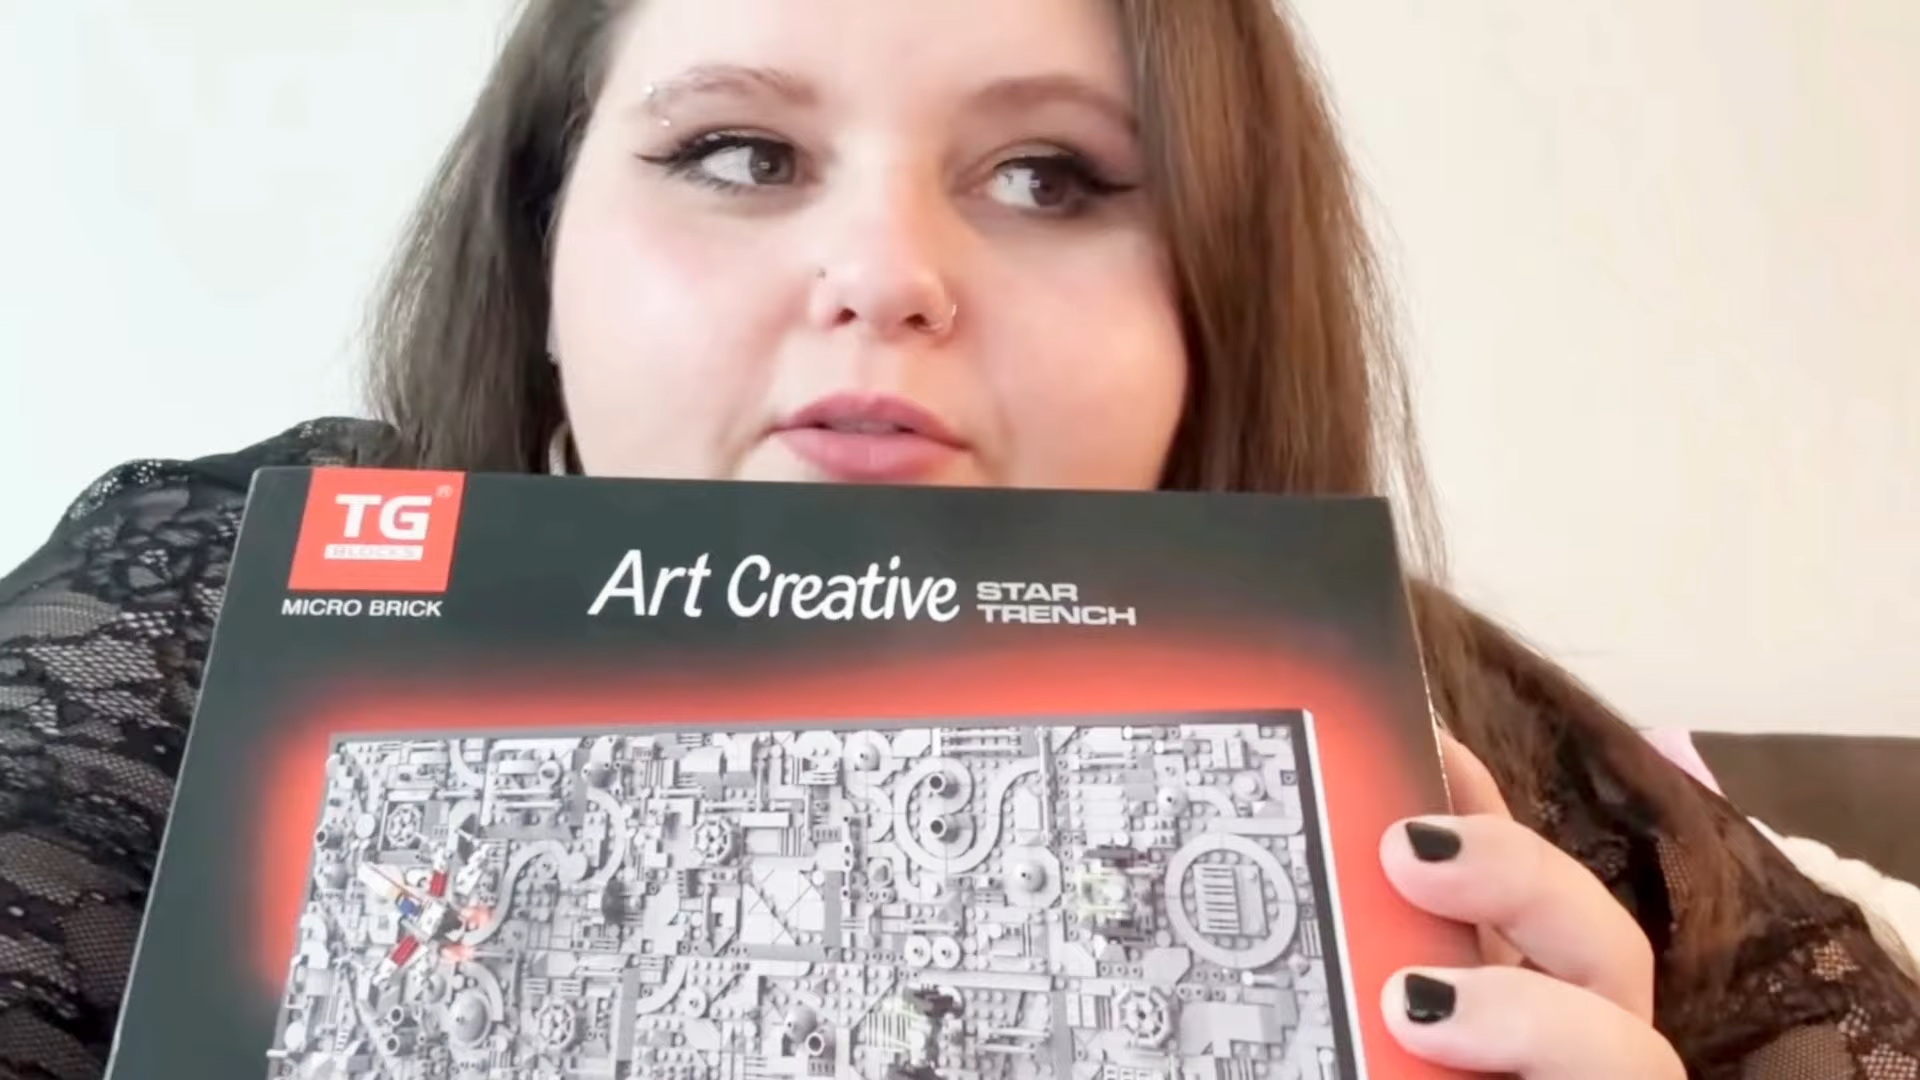 TG®
BLOCKS
MICRO BRICK
Art Creative
STAR
TRENCH